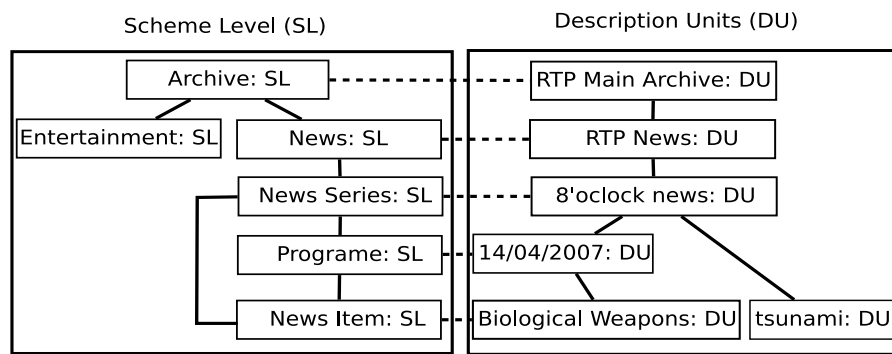 Scheme Level (SL)
Description Units (DU)
Archive: SL
RTP Main Archive: DU
Entertainment: SL
News: SL
RTP News: DU
News Series: SL
8'oclock news: DU
Programe: SL
14/04/2007: DU
News Item: SL
Biological Weapons: DU
tsunami: DU